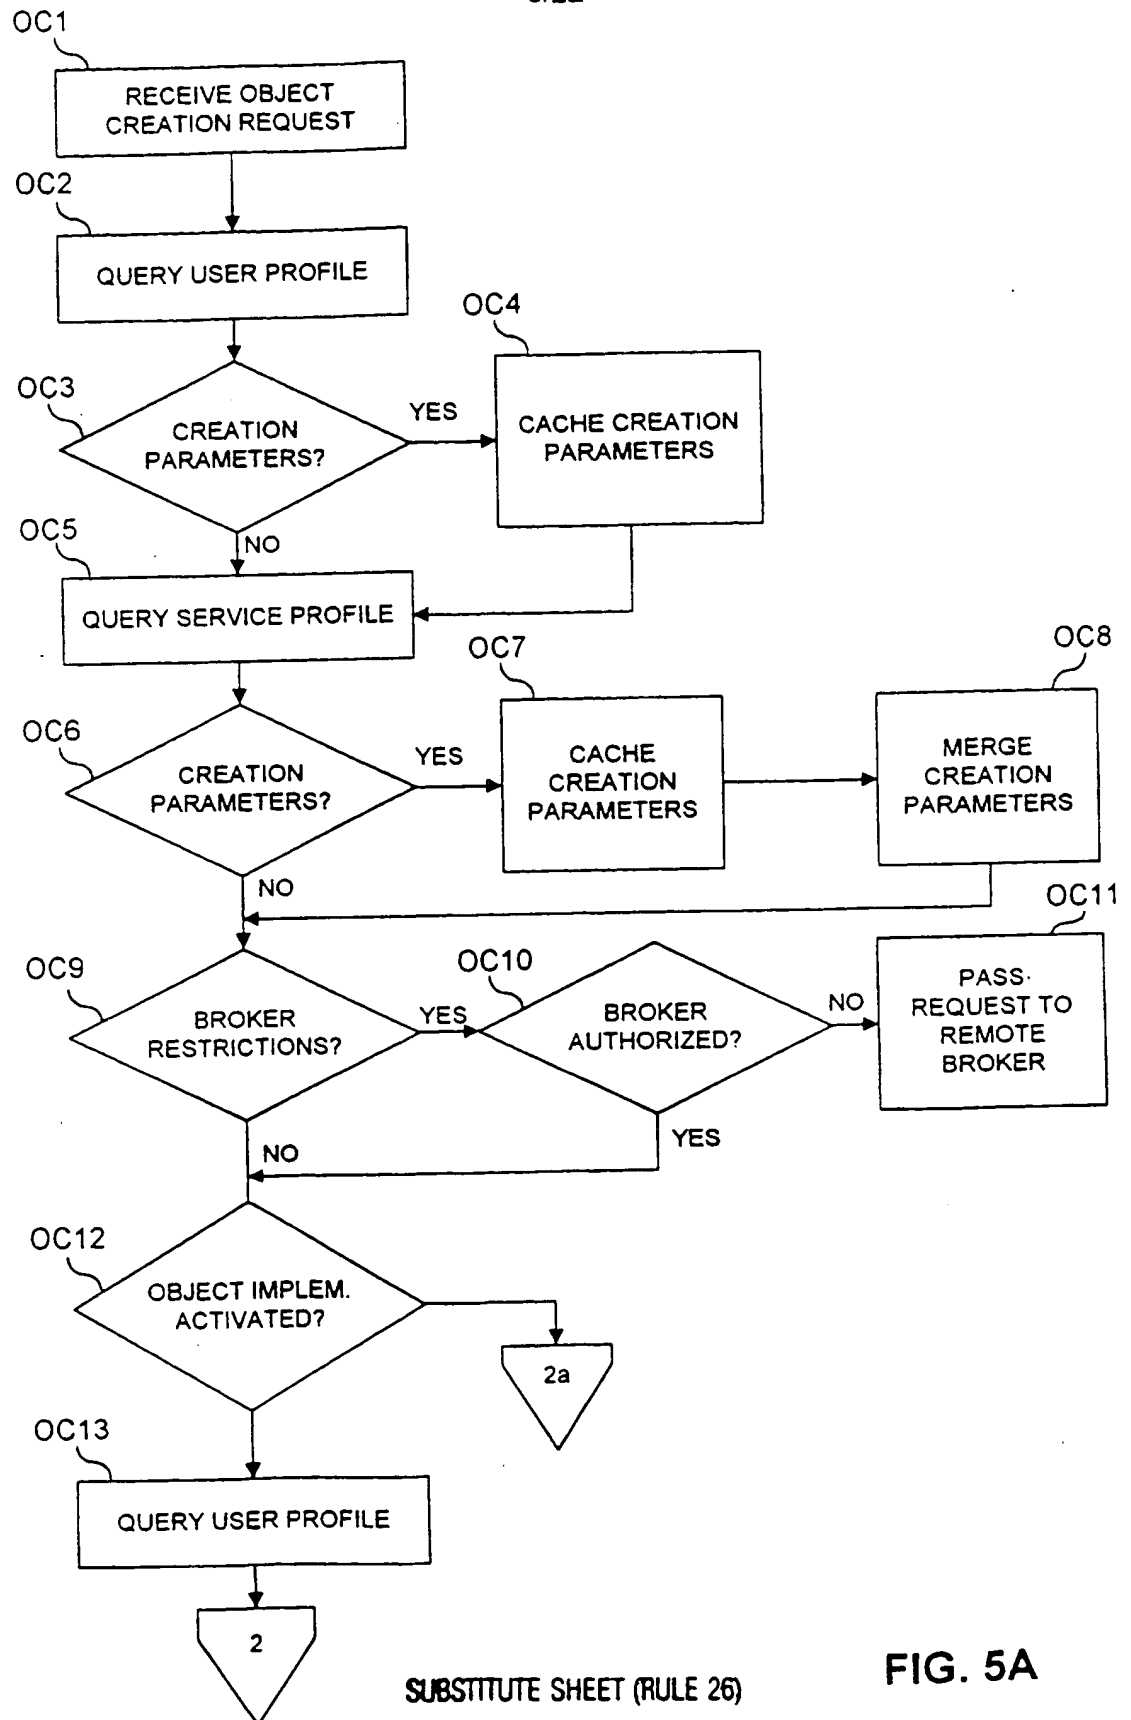 OC1
RECEIVE OBJECT
CREATION REQUEST
OC2
QUERY USER PROFILE
OC3
CREATION
PARAMETERS?
YES
OC4
CACHE CREATION
PARAMETERS
NO
OC5
QUERY SERVICE PROFILE
OC6
CREATION
PARAMETERS?
YES
OC7
CACHE
CREATION
PARAMETERS
OC8
MERGE
CREATION
PARAMETERS
NO
OC9
BROKER
RESTRICTIONS?
YES
OC10
BROKER
AUTHORIZED?
NO
OC11
PASS
REQUEST TO
REMOTE
BROKER
NO
YES
OC12
OBJECT IMPLEM.
ACTIVATED?
2a
OC13
QUERY USER PROFILE
2
SUBSTITUTE SHEET (RULE 26)
FIG. 5A